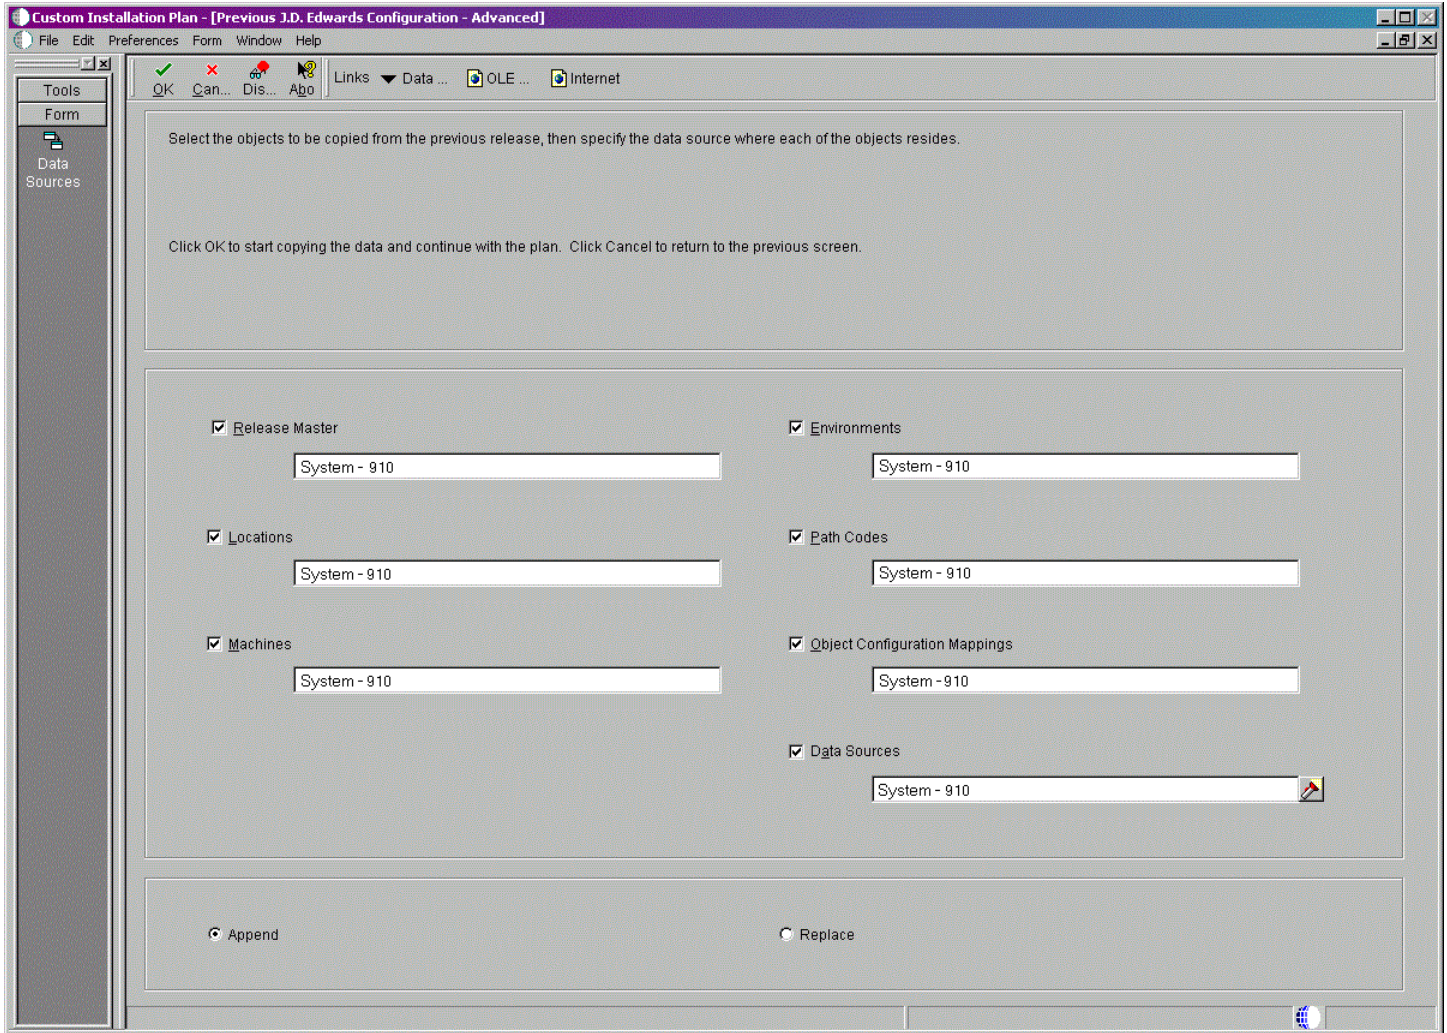 Custom Installation Plan - [Previous J.D. Edwards Configuration - Advanced]
File Edit Preferences Form Window Help
Tools
Form
Data
Sources
OK Can... Dis... Abo Links Data ... OLE ... Internet
Select the objects to be copied from the previous release, then specify the data source where each of the objects resides.
Click OK to start copying the data and continue with the plan. Click Cancel to return to the previous screen.
Release Master
System - 910
Environments
System - 910
Locations
System - 910
Path Codes
System - 910
Machines
System - 910
Object Configuration Mappings
System - 910
Data Sources
System - 910
Append
Replace